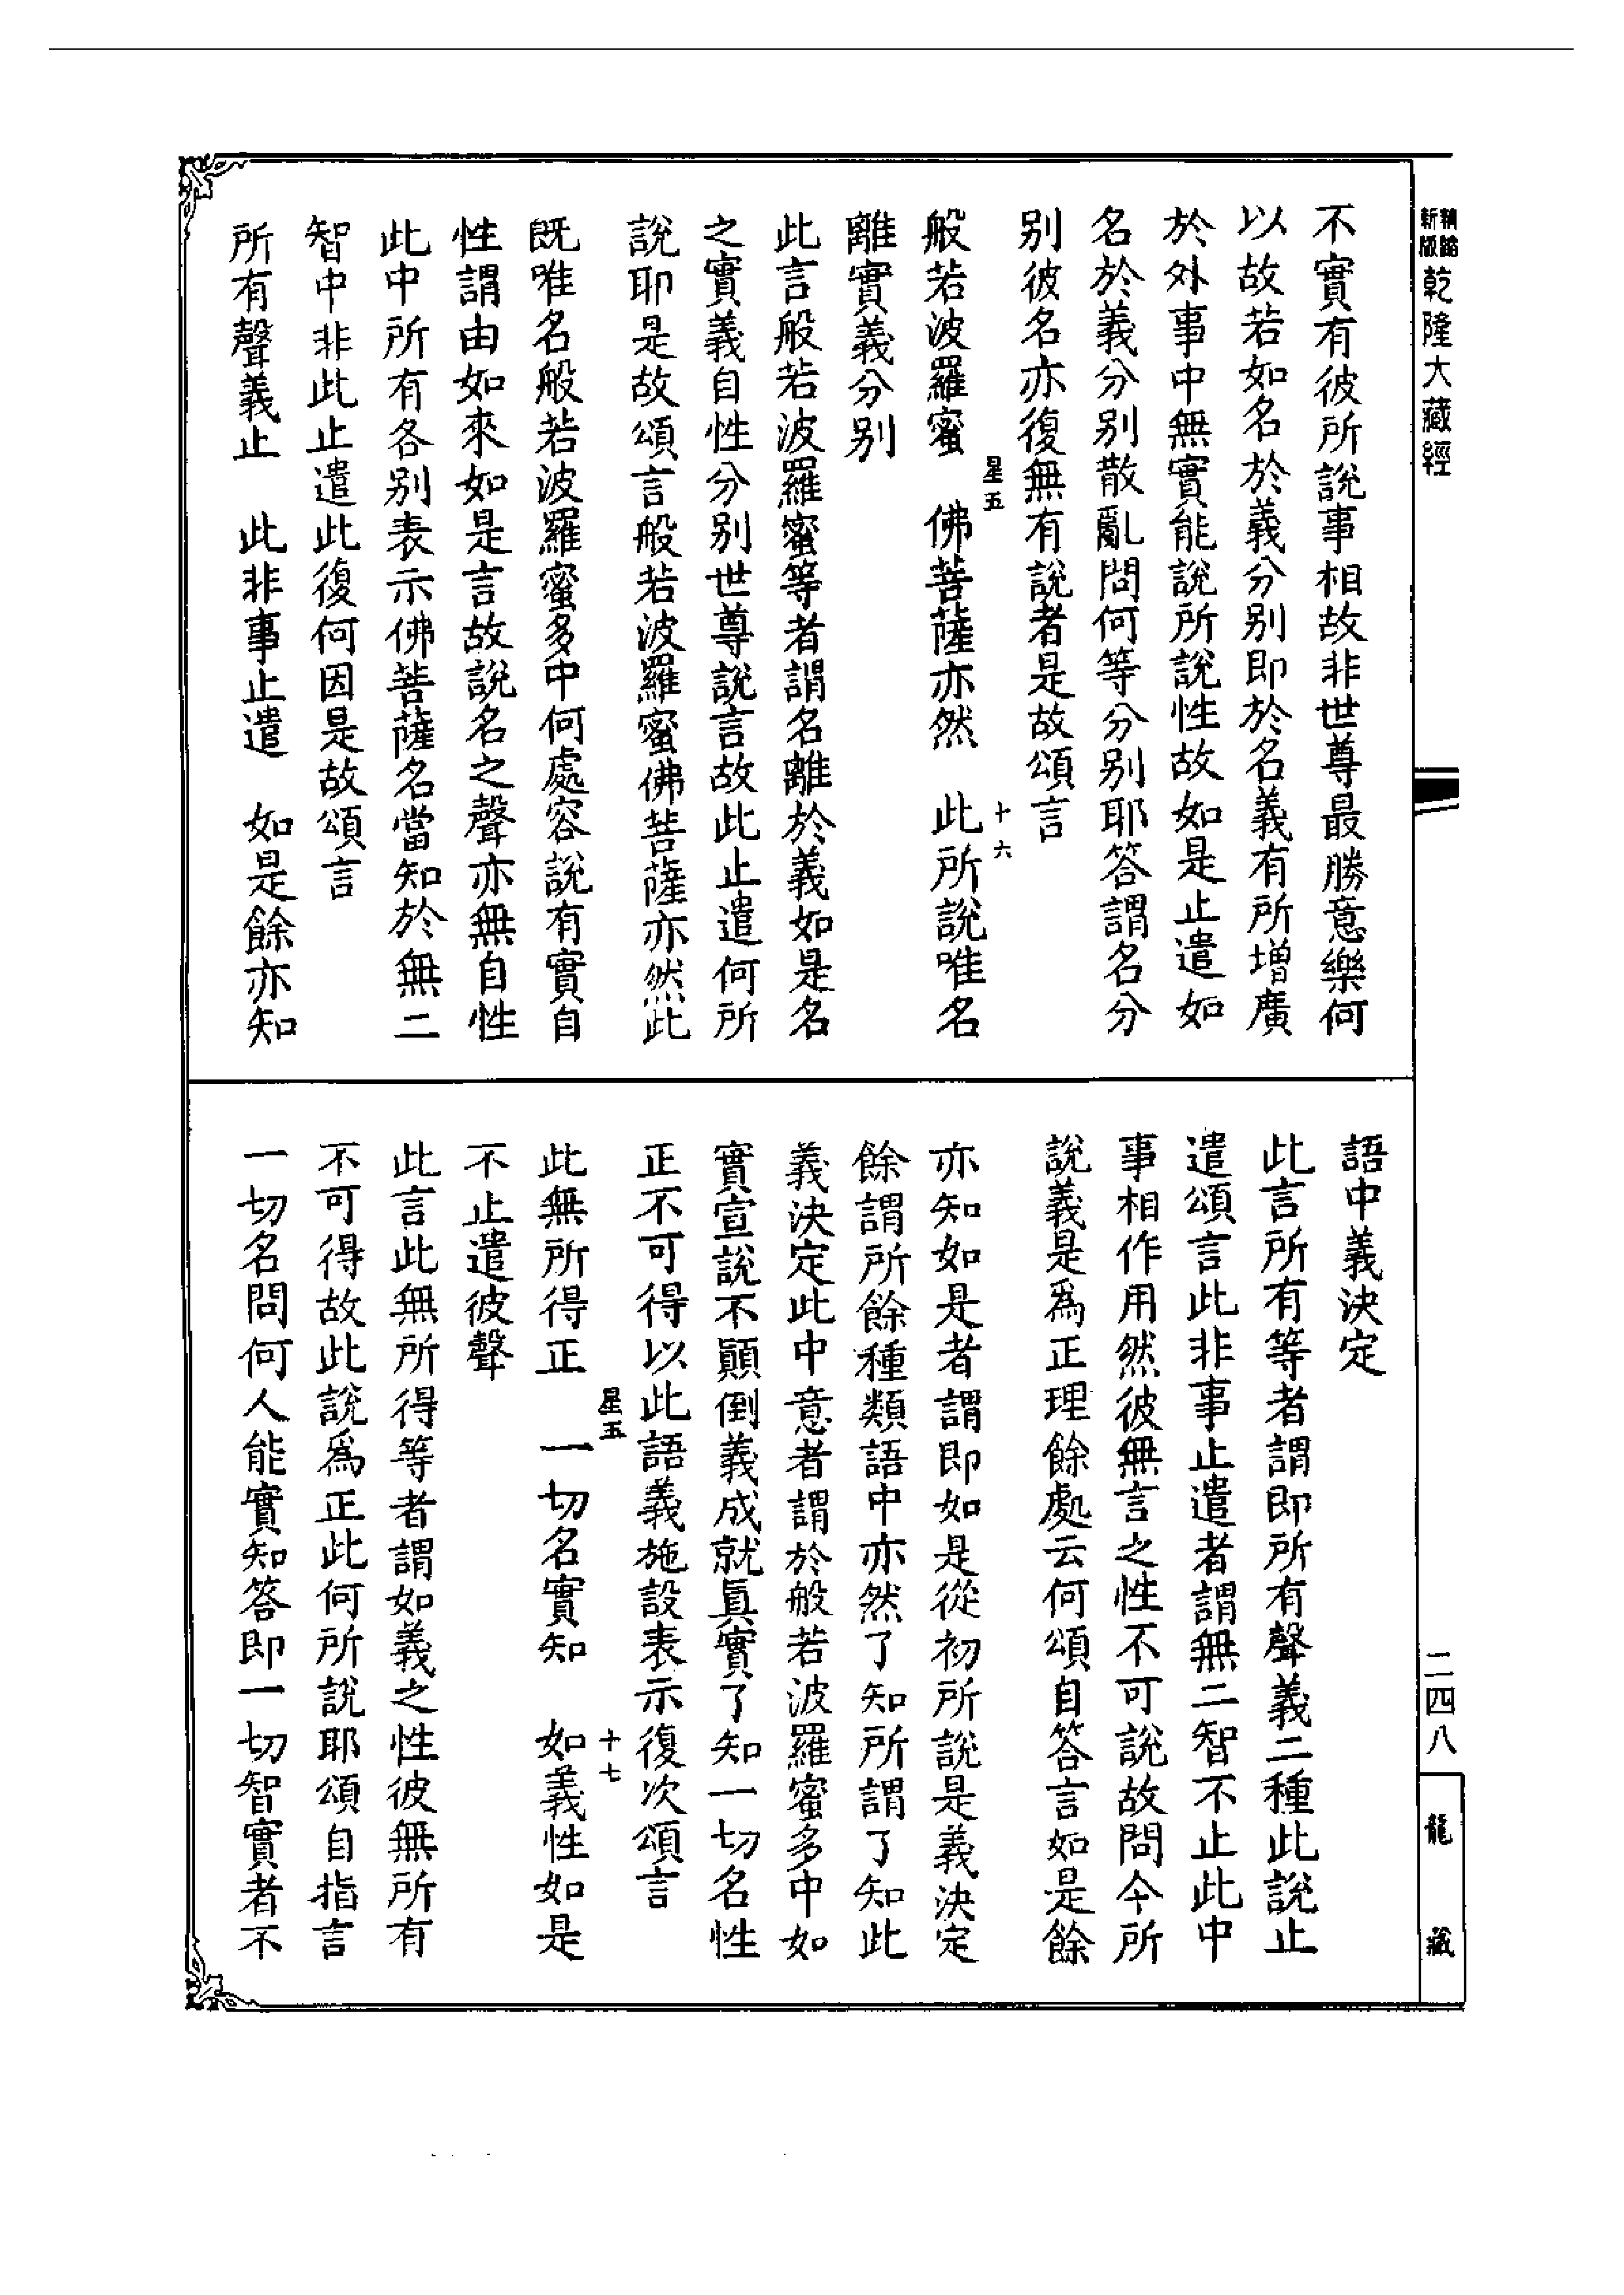 精縮新版乾隆大藏經
不實有彼所說事相故非世尊最勝意樂何
以故若如名於義分別即於名義有所增廣
於外事中無實能說所說性故如是止遣如
名於義分別散亂問何等分別耶答謂名分
別彼名亦復無有說者是故頌言
星五 十六
般若波羅蜜 佛菩薩亦然 此所說唯名
離實義分別
此言般若波羅蜜等者謂名離於義如是名
之實義自性分別世尊說言故此止遣何所
說耶是故頌言般若波羅蜜佛菩薩亦然此
既唯名般若波羅蜜多中何處容說有實自
性謂由如來如是言故說名之聲亦無自性
此中所有各別表示佛菩薩名當知於無二
智中非此止遣此復何因是故頌言
所有聲義止 此非事止遣 如是餘亦知
語中義決定
此言所有等者謂即所有聲義二種此說止
遣頌言此非事止遣者謂無二智不止此中
事相作用然彼無言之性不可說故問今所
說義是為正理餘處云何頌自答言如是餘
亦知如是者謂即如是從初所說是義決定
餘謂所餘種類語中亦然了知所謂了知此
義決定此中意者謂於般若波羅蜜多中如
實宣說不顛倒義成就真實了知一切名性
正不可得以此語義施設表示復次頌言
星五 十七
此無所得正 一切名實知 如義性如是
不止遣彼聲
此言此無所得等者謂如義之性彼無所有
不可得故此說為正此何所說耶頌自指言
一切名問何人能實知答即一切智實者不
二四八
龍藏